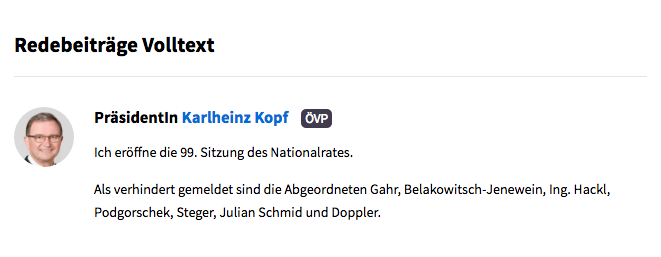 Redebeiträge Volltext
PräsidentIn Karlheinz Kopf ÖVP
Ich eröffne die 99. Sitzung des Nationalrates.
Als verhindert gemeldet sind die Abgeordneten Gahr, Belakowitsch-Jenewein, Ing. Hackl,
Podgorschek, Steger, Julian Schmid und Doppler.